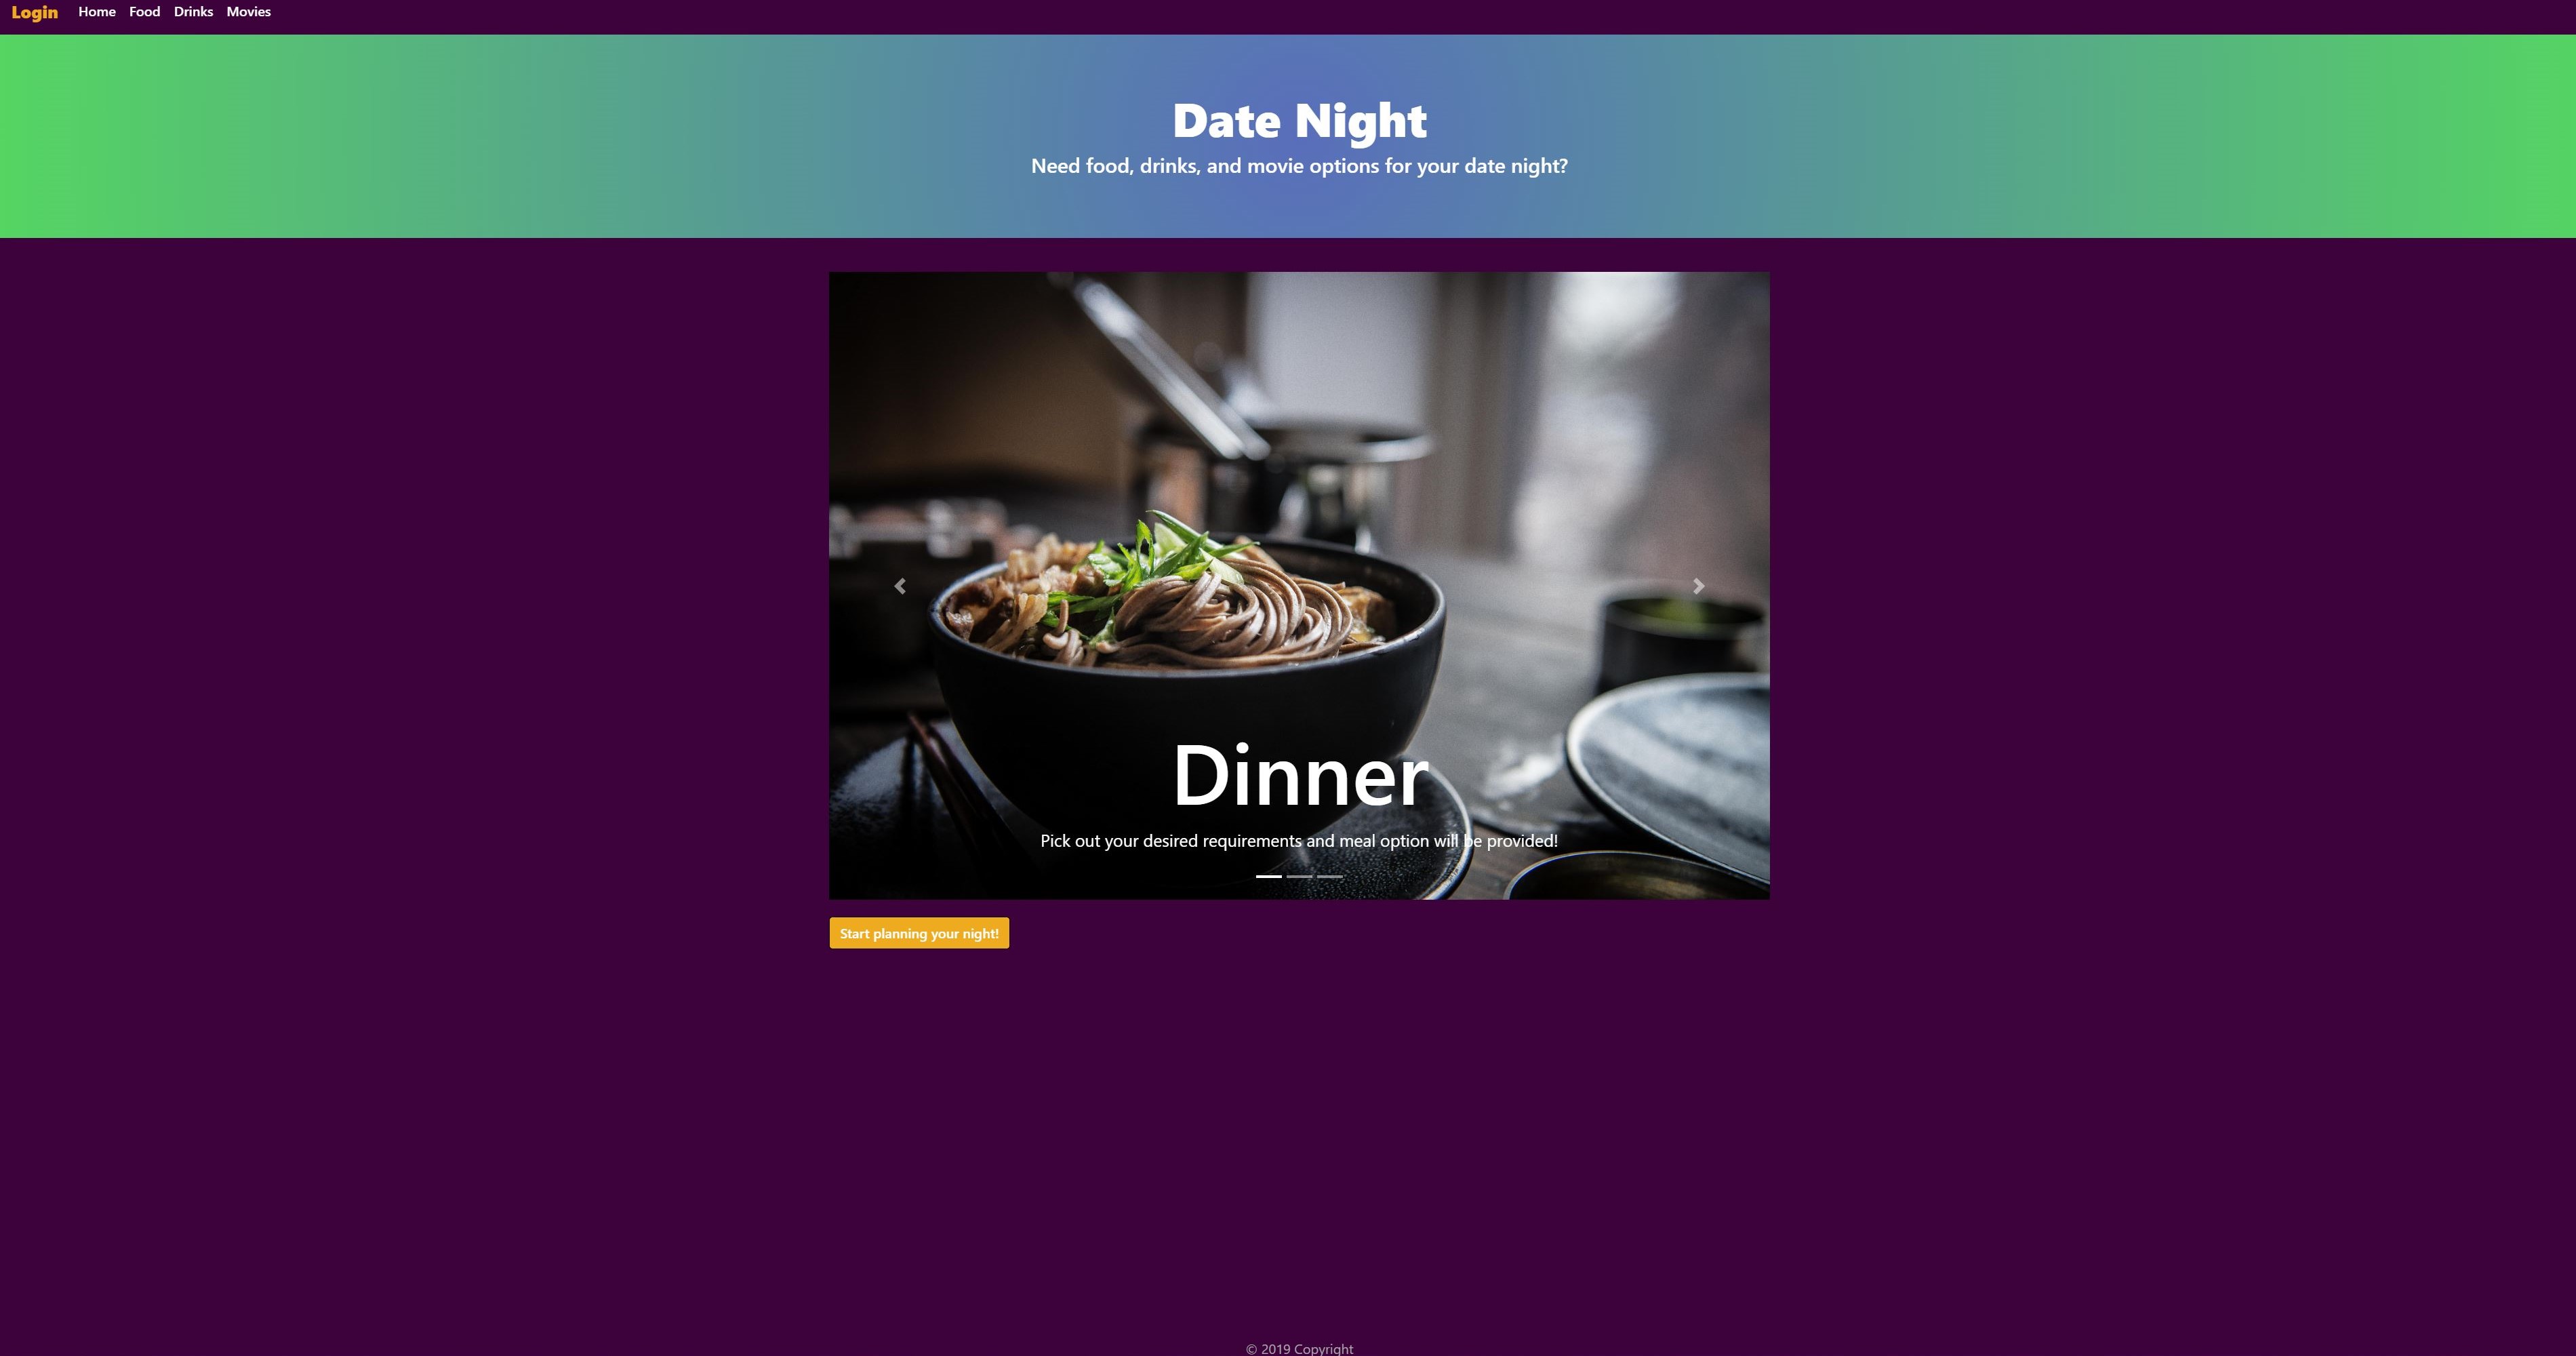 Login Home Food Drinks Movies
Date Night
Need food, drinks, and movie options for your date night?
Dinner
Pick out your desired requirements and meal option will be provided!
Start planning your night!
© 2019 Copyright